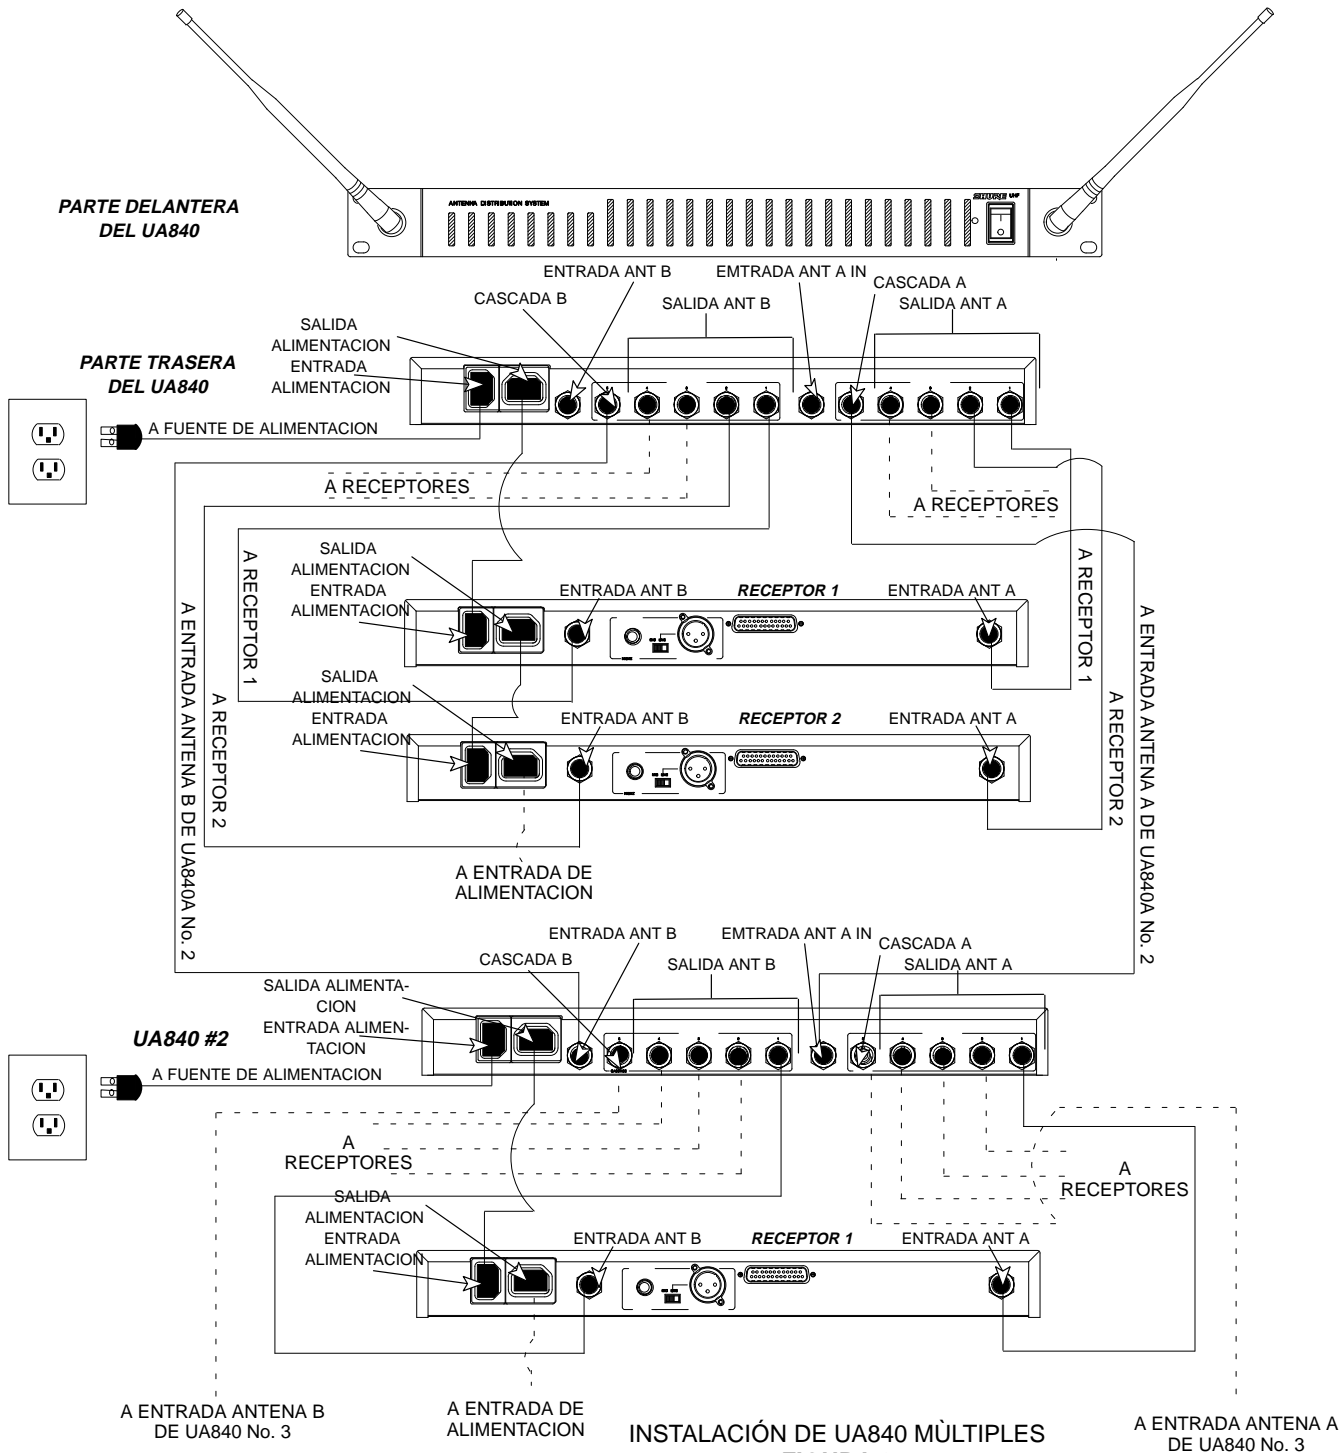 PARTE DELANTERA
DEL UA840
ANTENNA DISTRIBUTION SYSTEM
SHURE UHF
ENTRADA ANT B
EMTRADA ANT A IN
CASCADA B
SALIDA ANT B
CASCADA A
SALIDA ANT A
SALIDA
ALIMENTACION
ENTRADA
ALIMENTACION
PARTE TRASERA
DEL UA840
A FUENTE DE ALIMENTACION
A RECEPTORES
A RECEPTORES
A ENTRADA ANTENA B DE UA840A No. 2
A RECEPTOR 2
A RECEPTOR 1
A RECEPTOR 1
A RECEPTOR 2
A ENTRADA ANTENA A DE UA840A No. 2
SALIDA
ALIMENTACION
ENTRADA
ALIMENTACION
ENTRADA ANT B
RECEPTOR 1
ENTRADA ANT A
SALIDA
ALIMENTACION
ENTRADA
ALIMENTACION
ENTRADA ANT B
RECEPTOR 2
ENTRADA ANT A
A ENTRADA DE
ALIMENTACION
ENTRADA ANT B
EMTRADA ANT A IN
CASCADA B
SALIDA ANT B
CASCADA A
SALIDA ANT A
SALIDA ALIMENTA-
CION
ENTRADA ALIMEN-
TACION
UA840 #2
A FUENTE DE ALIMENTACION
A
RECEPTORES
A
RECEPTORES
SALIDA
ALIMENTACION
ENTRADA
ALIMENTACION
ENTRADA ANT B
RECEPTOR 1
ENTRADA ANT A
A ENTRADA ANTENA B
DE UA840 No. 3
A ENTRADA DE
ALIMENTACION
INSTALACIÓN DE UA840 MÙLTIPLES
A ENTRADA ANTENA A
DE UA840 No. 3